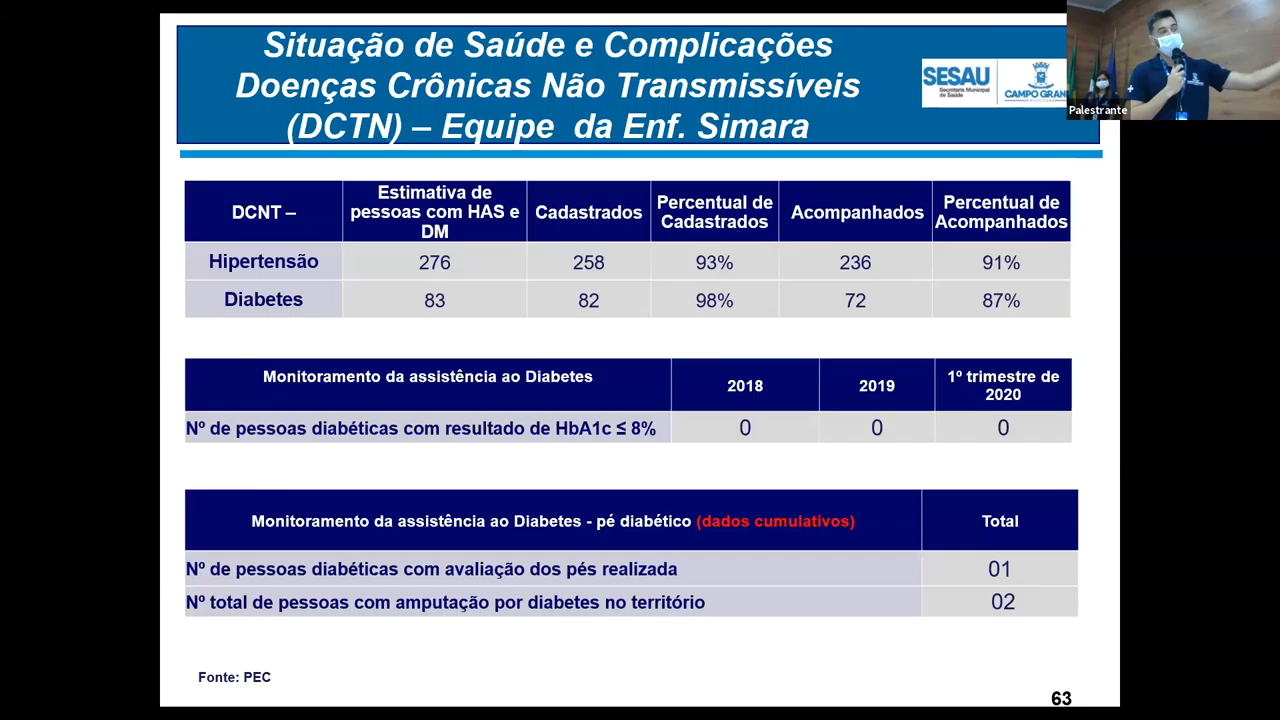 Situação de Saúde e Complicações
Doenças Crônicas Não Transmissíveis
(DCTN) – Equipe da Enf. Simara
SESAU
Secretaria Municipal
de Saúde
CAMPO GRAN
Palestrante
DCNT –
Estimativa de
pessoas com HAS e
DM
Cadastrados
Percentual de
Cadastrados
Acompanhados
Percentual de
Acompanhados
Hipertensão 276 258 93% 236 91%
Diabetes 83 82 98% 72 87%
Monitoramento da assistência ao Diabetes
2018
2019
1º trimestre de
2020
Nº de pessoas diabéticas com resultado de HbA1c ≤ 8% 0 0 0
Monitoramento da assistência ao Diabetes - pé diabético (dados cumulativos) Total
Nº de pessoas diabéticas com avaliação dos pés realizada 01
Nº total de pessoas com amputação por diabetes no território 02
Fonte: PEC
63